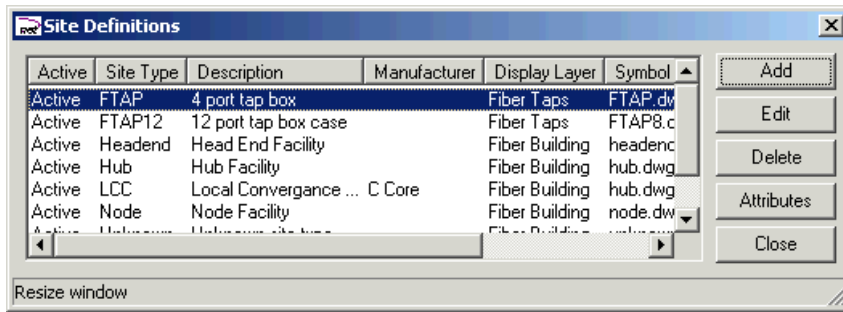 Site Definitions
Active Site Type Description Manufacturer Display Layer Symbol
Active FTAP 4 port tap box Fiber Taps FTAP.dw
Active FTAP12 12 port tap box case Fiber Taps FTAP8.c
Active Headend Head End Facility Fiber Building headenc
Active Hub Hub Facility Fiber Building hub.dwg
Active LCC Local Convergance ... C Core Fiber Building hub.dwg
Active Node Node Facility Fiber Building node.dw
Add
Edit
Delete
Attributes
Close
Resize window